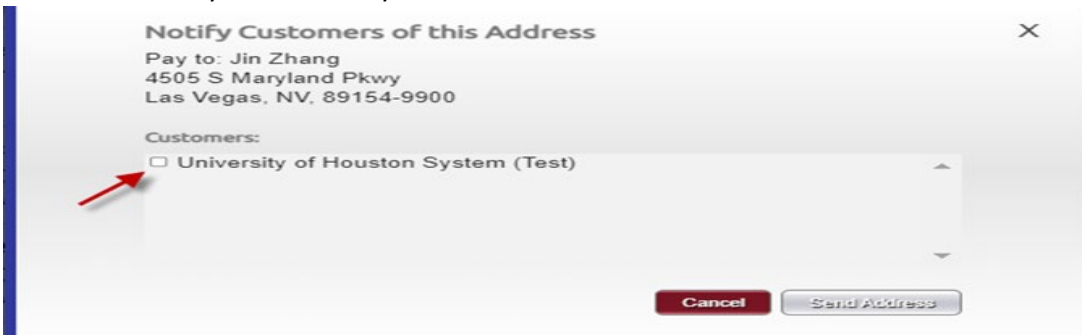 Notify Customers of this Address
Pay to: Jin Zhang
4505 S Maryland Pkwy
Las Vegas, NV, 89154-9900
Customers:
University of Houston System (Test)
Cancel
Send Address